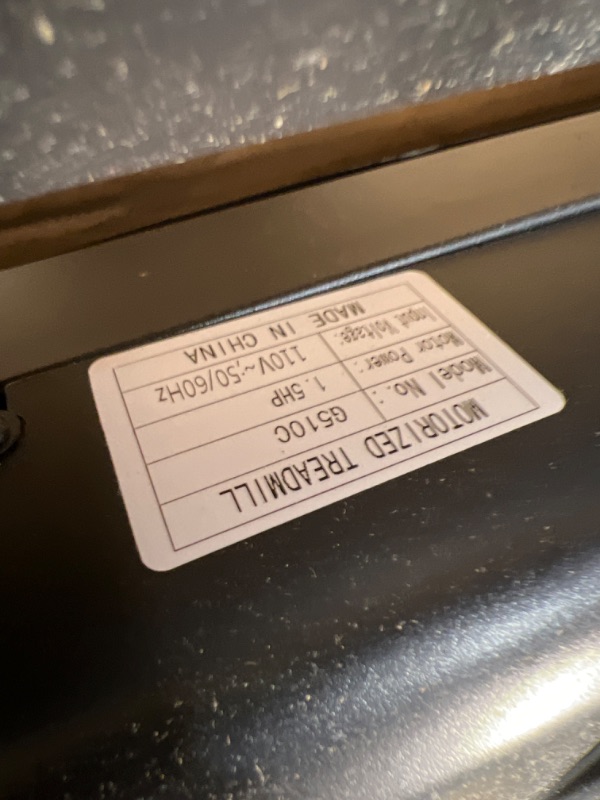 MOTORIZED TREADMILL
Model No.: G510C
Motor Power: 1.5HP
Input Voltage: 110V~:50/60Hz
MADE IN CHINA